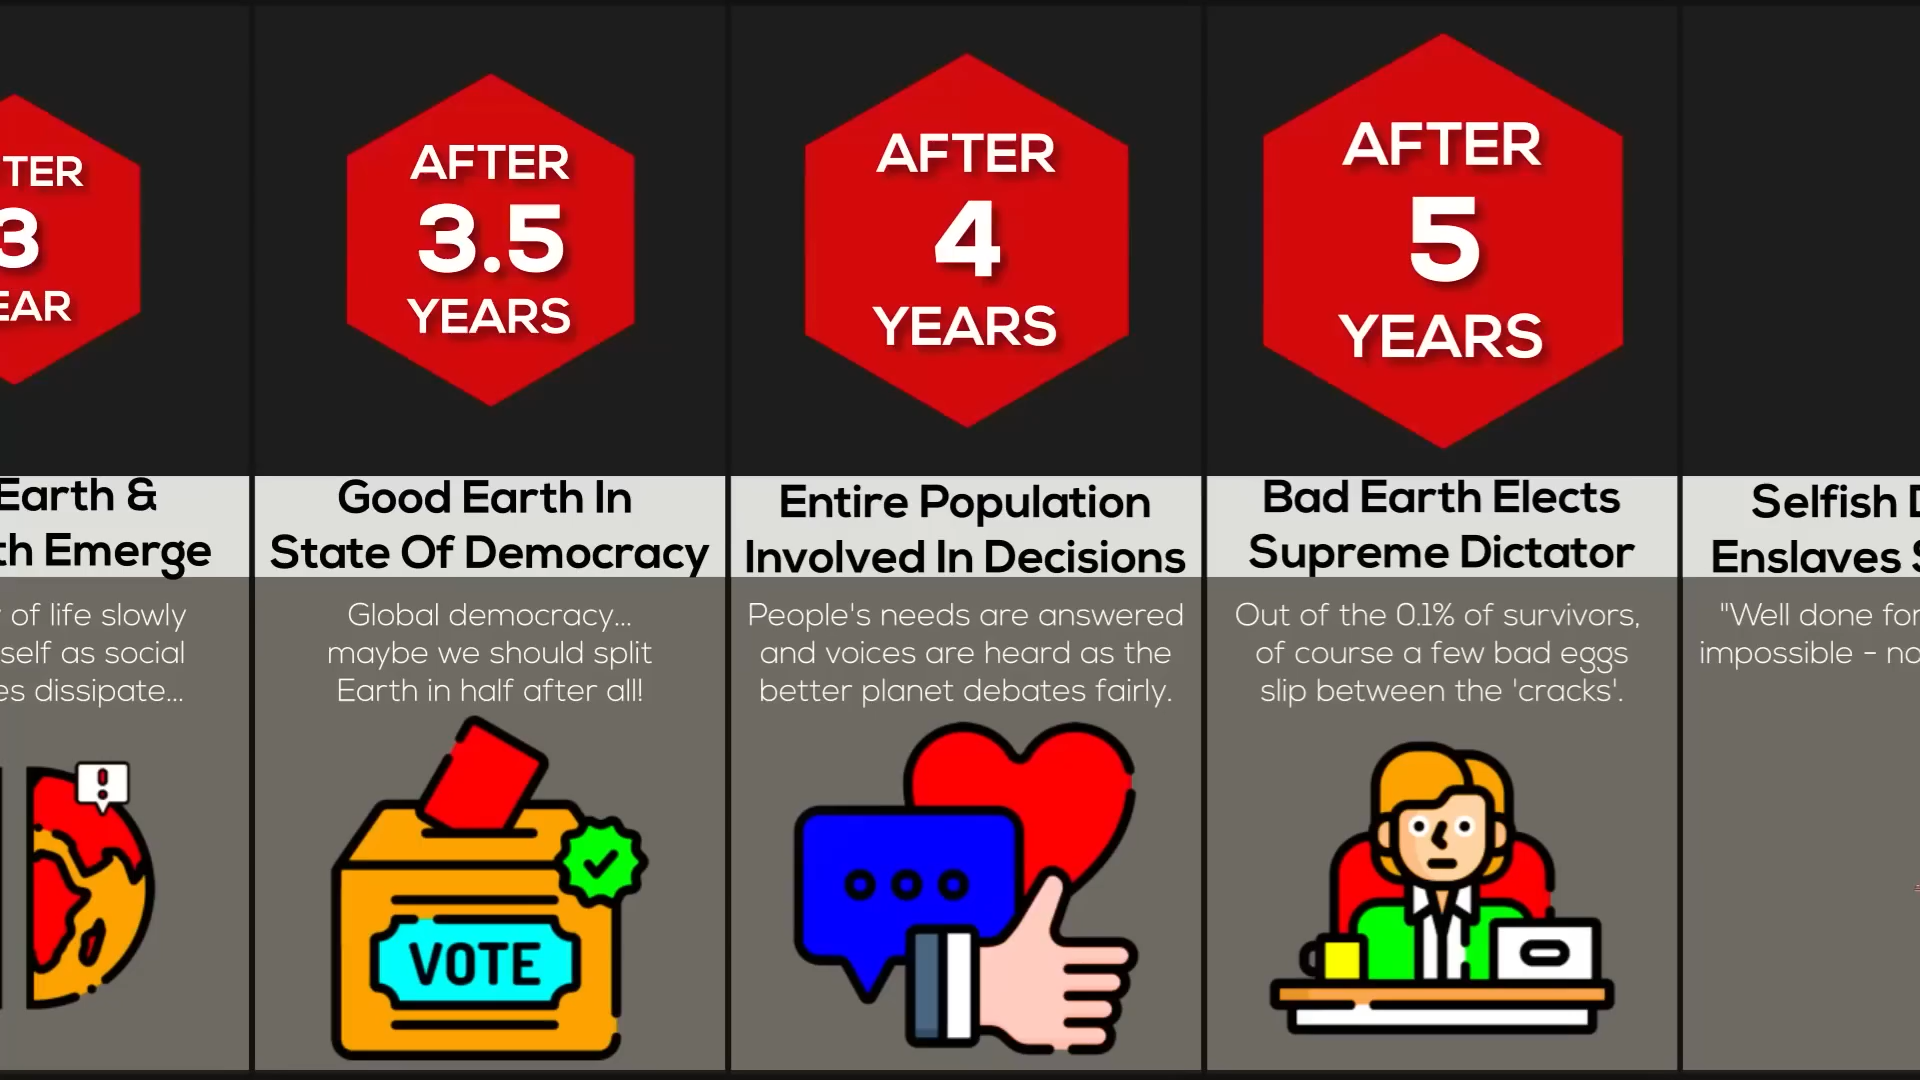 TER
3
EAR
Earth &
th Emerge
of life slowly
self as social
es dissipate...
AFTER
3.5
YEARS
Good Earth In
State Of Democracy
Global democracy...
maybe we should split
Earth in half after all!
VOTE
AFTER
4
YEARS
Entire Population
Involved In Decisions
People's needs are answered
and voices are heard as the
better planet debates fairly.
AFTER
5
YEARS
Bad Earth Elects
Supreme Dictator
Out of the 0.1% of survivors,
of course a few bad eggs
slip between the 'cracks'.
Selfish
Enslaves
"Well done for
impossible -